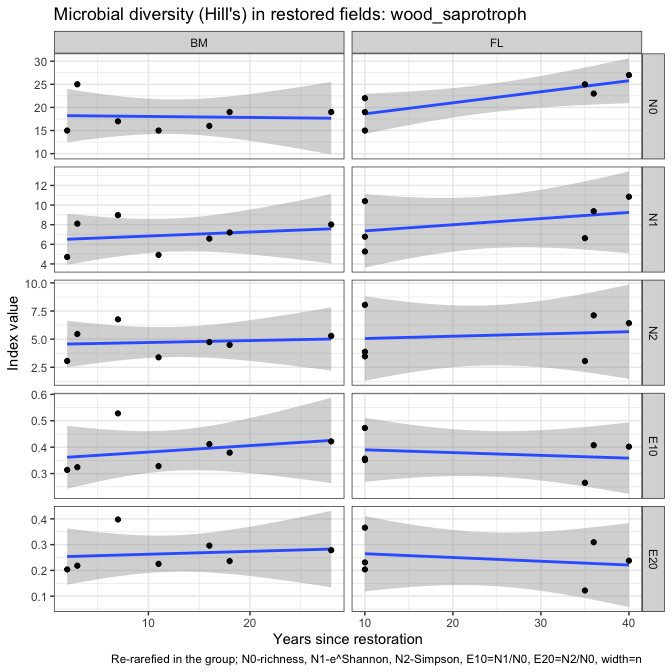 Microbial diversity (Hill's) in restored fields: wood_saprotroph
BM FL
Index value
30
25
20
15
10
N0
12
10
8
6
4
N1
10.0
7.5
5.0
2.5
N2
0.6
0.5
0.4
0.3
E10
0.4
0.3
0.2
0.1
E20
10 20 10 20 30 40
Years since restoration
Re-rarefied in the group; N0-richness, N1-e^Shannon, N2-Simpson, E10=N1/N0, E20=N2/N0, width=n